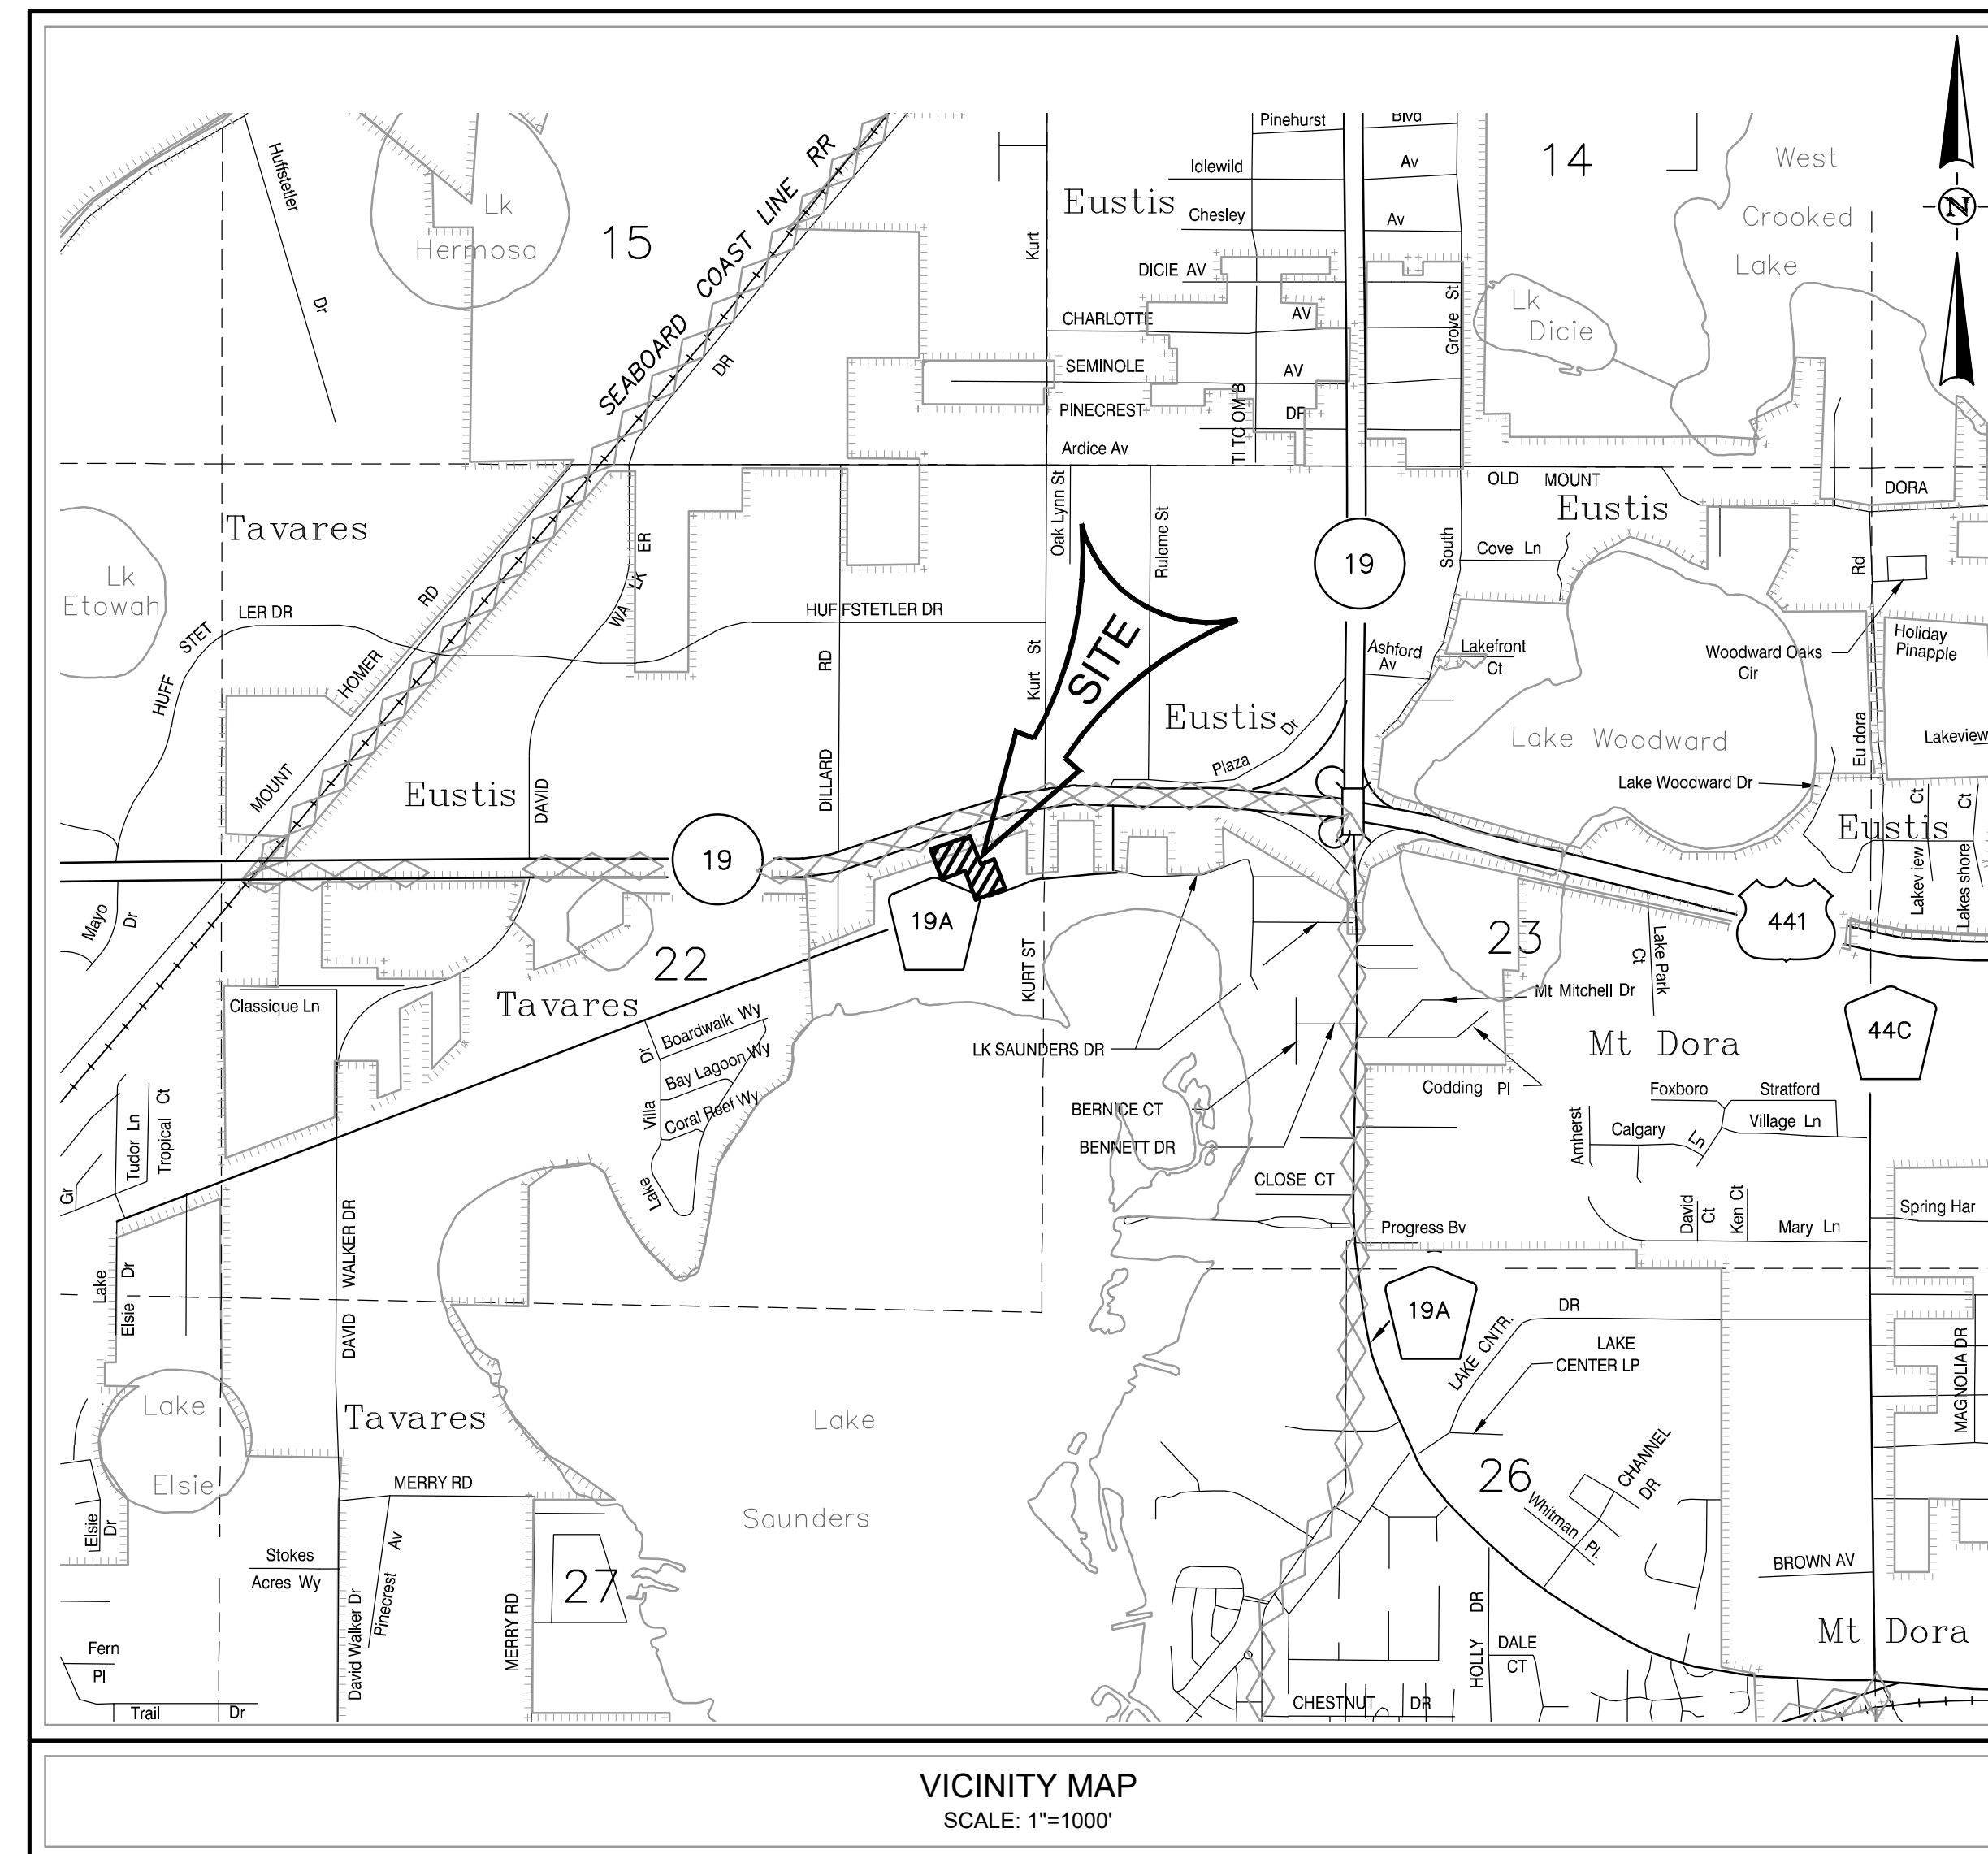 Pinehurst
Blvd
Idlewild
Av
14
West
Huffstetler
SEABOARD COAST LINE RR
Eustis
N
Lk
Chesley
Av
Crooked
Hermosa
15
Kurt
DICIE AV
Lake
Dr
Grove St
Lk
CHARLOTTE
AV
Dicie
DR
SEMINOLE
AV
PINECREST
DR
TI TC OM B
Ardice Av
OLD MOUNT
DORA
Tavares
Oak Lynn St
Ruleme St
Eustis
WA LK ER
19
South
Cove Ln
Rd
Lk
Etowah
RD
HUFF STET LER DR
HUF FSTETLER DR
SITE
Holiday
Pinapple
Lakefront
Ct
Ashford
Av
Woodward Oaks
Cir
HOMER
RD
Kurt St
Eustis
Plaza Dr
Lake Woodward
Eu dora
Lakeview
MOUNT
Eustis
DAVID
DILLARD
Lake Woodward Dr
Eustis
19
Lakev iew Ct
Lakes shore Ct
Mayo
Dr
19A
441
22
23
KURT ST
Lake Park
Ct
Classique Ln
Tavares
Boardwalk Wy
Mt Mitchell Dr
44C
Dr
Bay Lagoon Wy
LK SAUNDERS DR
Mt Dora
Codding Pl
Foxboro
Stratford
Coral Reef Wy
Villa
BERNICE CT
Village Ln
Tudor Ln
Tropical Ct
Amherst
Calgary
Ln
BENNETT DR
Gr
Lake
CLOSE CT
David
Ct
Ken Ct
Spring Har
WALKER DR
Progress Bv
Mary Ln
Lake
Elsie Dr
DAVID
19A
DR
LAKE CNTR.
LAKE
CENTER LP
MAGNOLIA DR
Lake
Elsie
Tavares
Lake
MERRY RD
26
CHANNEL
DR
Saunders
Whitman Pl.
Elsie
Dr
Stokes
Acres Wy
Av
Pinecrest
27
BROWN AV
MERRY RD
David Walker Dr
HOLLY DR
Mt Dora
Fern
Pl
DALE
CT
Trail Dr
CHESTNUT DR
VICINITY MAP
SCALE: 1"=1000'